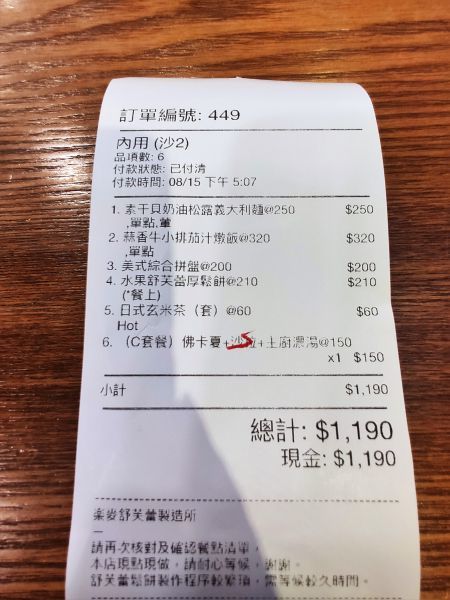 訂單編號: 449
內用 (沙2)
品項數: 6
付款狀態: 已付清
付款時間: 08/15 下午 5:07
1. 素干貝奶油松露義大利麵@250 $250
,單點,葷
2. 蒜香牛小排茄汁燉飯@320 $320
,單點
3. 美式綜合拼盤@200 $200
4. 水果舒芙蕾厚鬆餅@210 $210
(*餐上)
5. 日式玄米茶（套）@60 $60
Hot
6. （C套餐）佛卡夏+沙拉+主廚濃湯@150
x1 $150
小計 $1,190
總計: $1,190
現金: $1,190
楽麥舒芙蕾製造所
請再次核對及確認餐點清單，
本店現點現做，請耐心等候，謝謝。
舒芙蕾鬆餅製作程序較繁瑣，需等候較久時間。